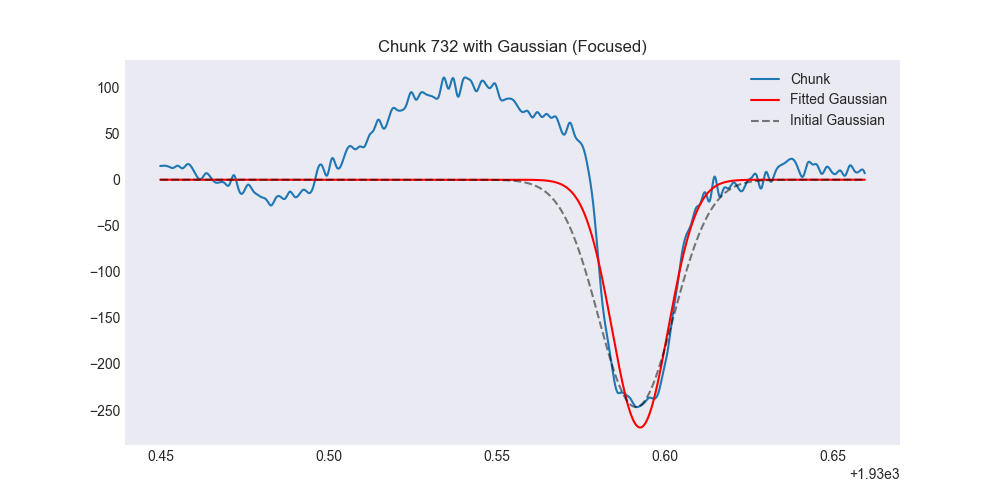 Chunk 732 with Gaussian (Focused)
Chunk
Fitted Gaussian
Initial Gaussian
100
50
0
−50
−100
−150
−200
−250
0.45 0.50 0.55 0.60 0.65
+1.93e3